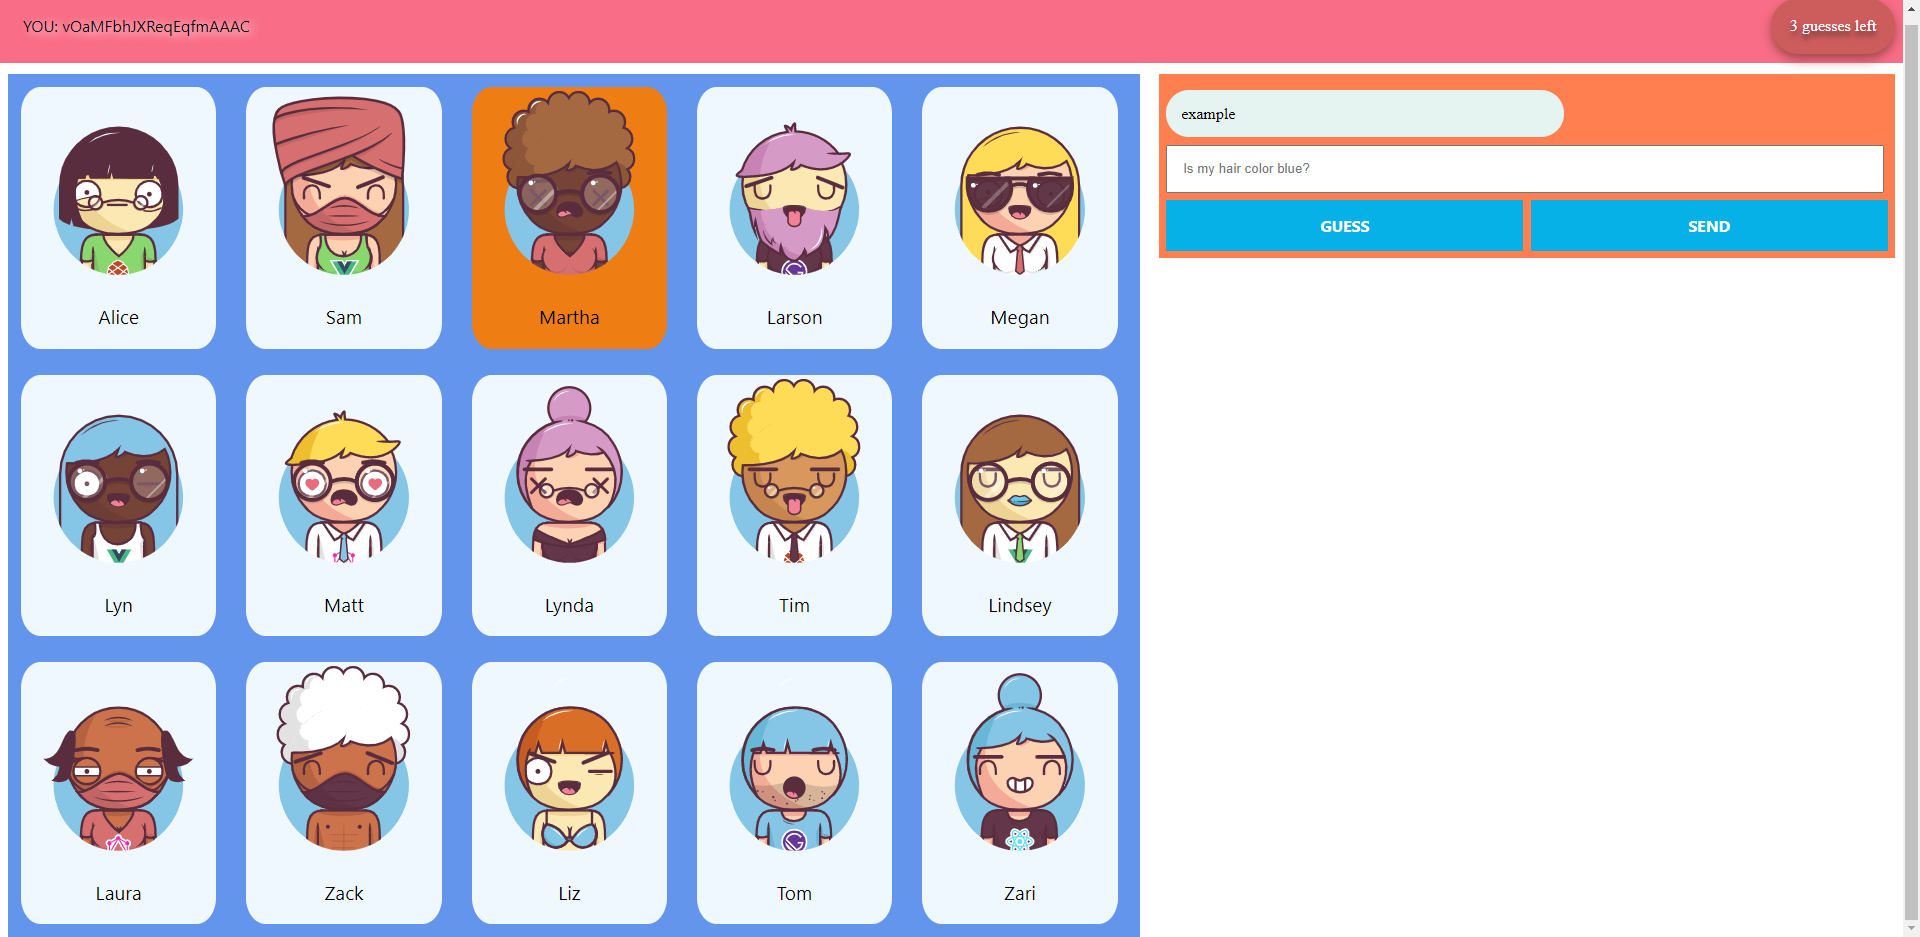 YOU: vOaMFbhJXReqEqfmAAAC
3 guesses left
example
Is my hair color blue?
GUESS
SEND
Alice
Sam
Martha
Larson
Megan
Lyn
Matt
Lynda
Tim
Lindsey
Laura
Zack
Liz
Tom
Zari